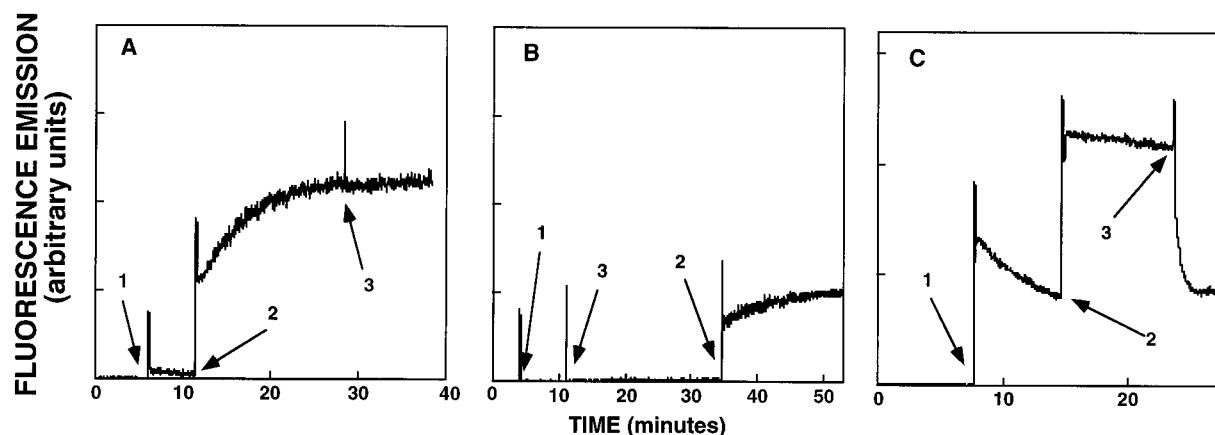 FLUORESCENCE EMISSION
(arbitrary units)
A
1
2
3
0 10 20 30 40
B
1
3
2
0 10 20 30 40 50
TIME (minutes)
C
1
2
3
0 10 20